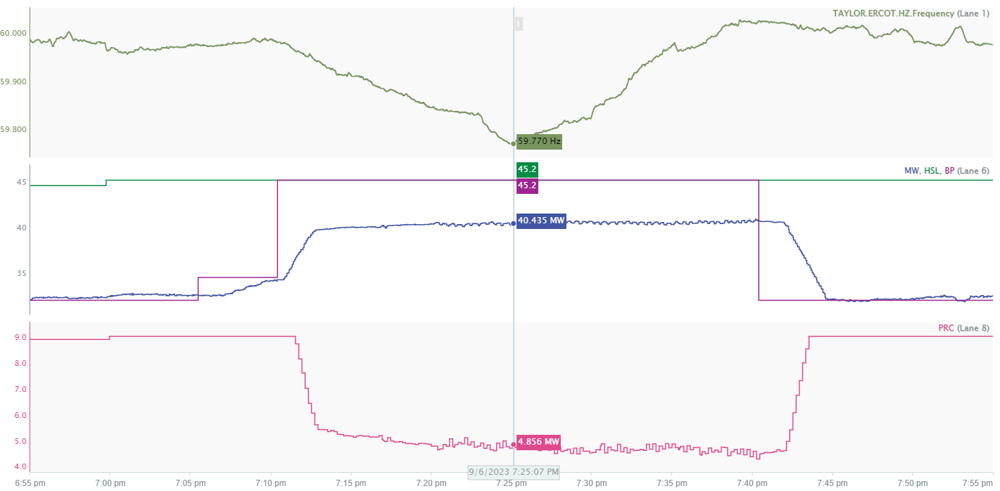 TAYLOR.ERCOT.HZ.Frequency (Lane 1)
1
60.000
59.900
59.800
59.770 Hz
MW, HSL, BP (Lane 6)
45.2
45.2
45
40
35
40.435 MW
PRC (Lane 8)
9.0
8.0
7.0
6.0
5.0
4.0
4.856 MW
9/6/2023 7:25:07 PM
6:55 pm 7:00 pm 7:05 pm 7:10 pm 7:15 pm 7:20 pm 7:25 pm 7:30 pm 7:35 pm 7:40 pm 7:45 pm 7:50 pm 7:55 pm